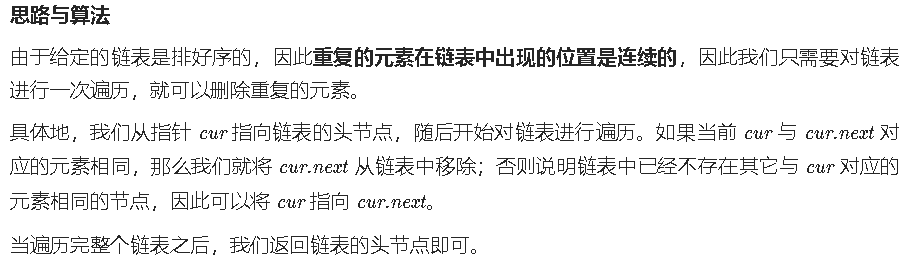 思路与算法
由于给定的链表是排好序的，因此重复的元素在链表中出现的位置是连续的，因此我们只需要对链表
进行一次遍历，就可以删除重复的元素。
具体地，我们从指针 cur 指向链表的头节点，随后开始对链表进行遍历。如果当前 cur 与 cur.next 对
应的元素相同，那么我们就将 cur.next 从链表中移除；否则说明链表中已经不存在其它与 cur 对应的
元素相同的节点，因此可以将 cur 指向 cur.next。
当遍历完整个链表之后，我们返回链表的头节点即可。